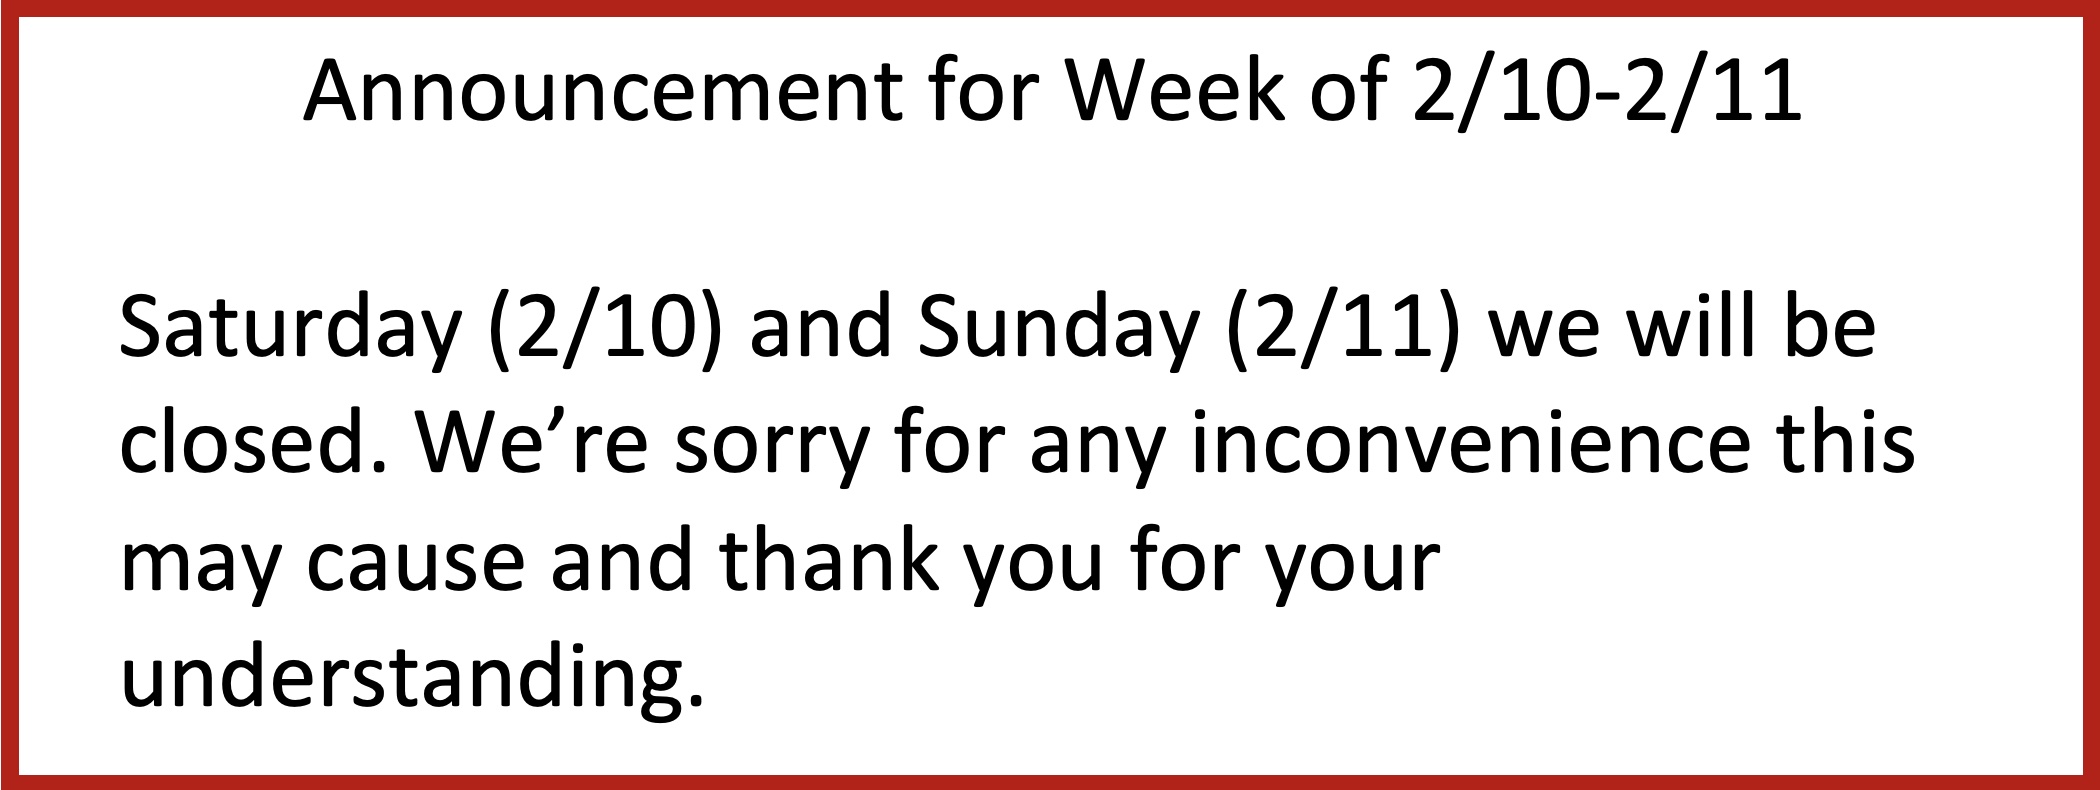 Announcement for Week of 2/10-2/11
Saturday (2/10) and Sunday (2/11) we will be
closed. We’re sorry for any inconvenience this
may cause and thank you for your
understanding.